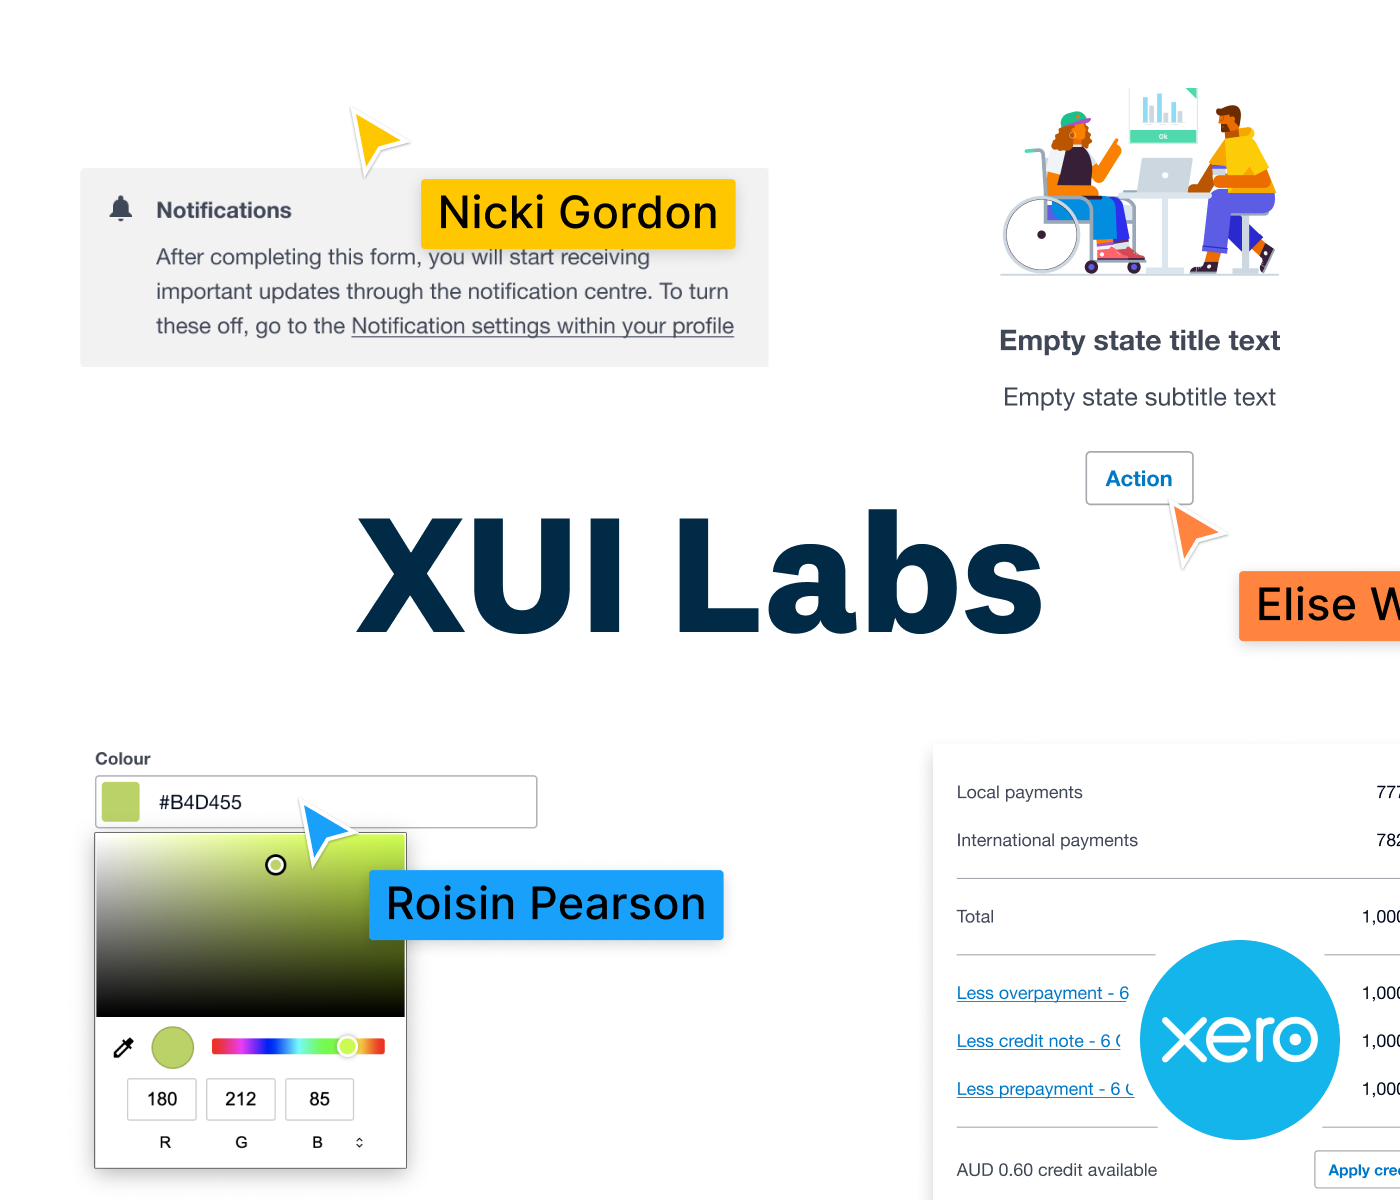 Notifications
Nicki Gordon
After completing this form, you will start receiving
important updates through the notification centre. To turn
these off, go to the Notification settings within your profile
Ok
Empty state title text
Empty state subtitle text
Action
XUI Labs
Elise W
Colour
#B4D455
Roisin Pearson
180 212 85
R G B
Local payments 777
International payments 782
Total 1,000
Less overpayment - 6 1,000
Less credit note - 6 1,000
Less prepayment - 6 1,000
xero
AUD 0.60 credit available
Apply cre